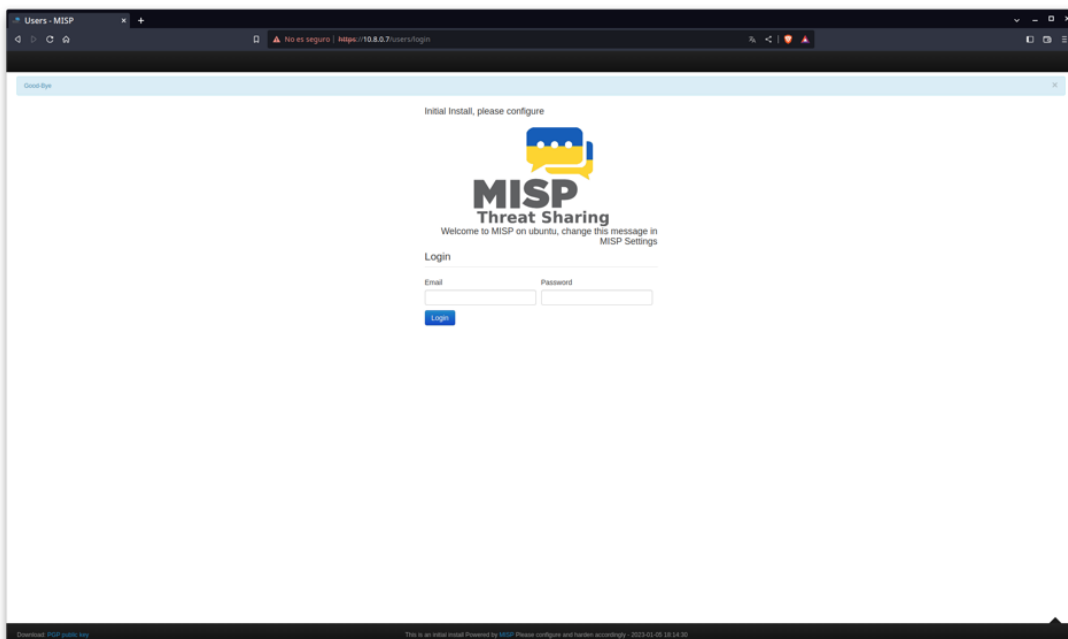 Users - MISP
No es seguro | https://10.8.0.7/users/login
Good-Bye
Initial Install, please configure
MISP
Threat Sharing
Welcome to MISP on ubuntu, change this message in
MISP Settings
Login
Email Password
Login
Download: PGP public key This is an initial install Powered by MISP Please configure and harden accordingly - 2023-01-05 18:14:30